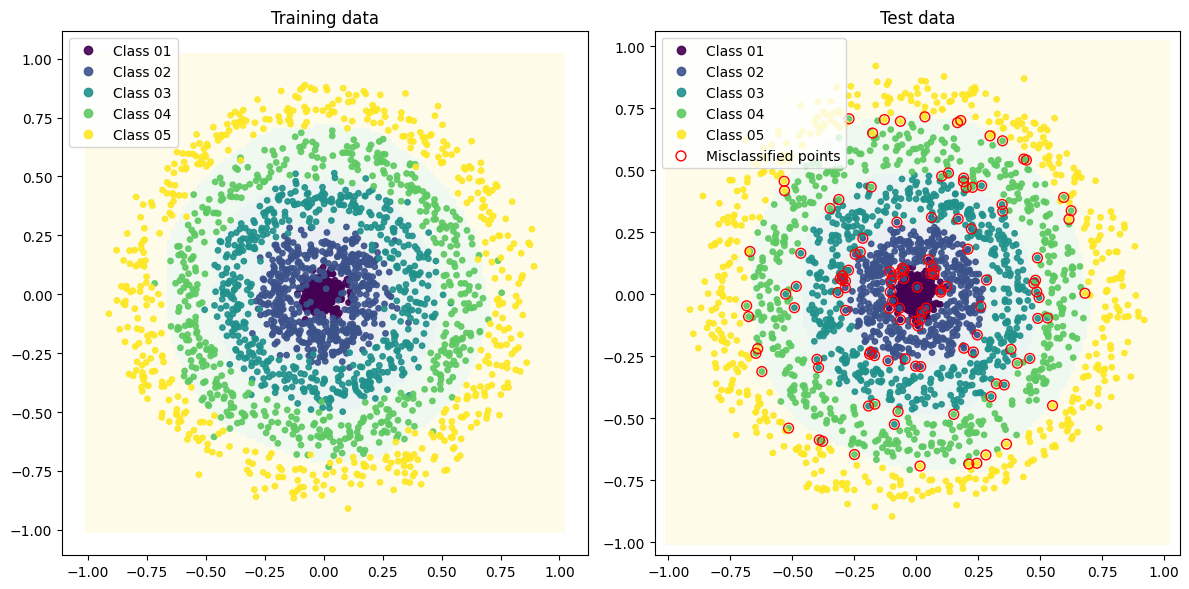 Training data
Class 01
Class 02
Class 03
Class 04
Class 05
1.00
0.75
0.50
0.25
0.00
−0.25
−0.50
−0.75
−1.00
−1.00 −0.75 −0.50 −0.25 0.00 0.25 0.50 0.75 1.00
Test data
Class 01
Class 02
Class 03
Class 04
Class 05
Misclassified points
1.00
0.75
0.50
0.25
0.00
−0.25
−0.50
−0.75
−1.00
−1.00 −0.75 −0.50 −0.25 0.00 0.25 0.50 0.75 1.00